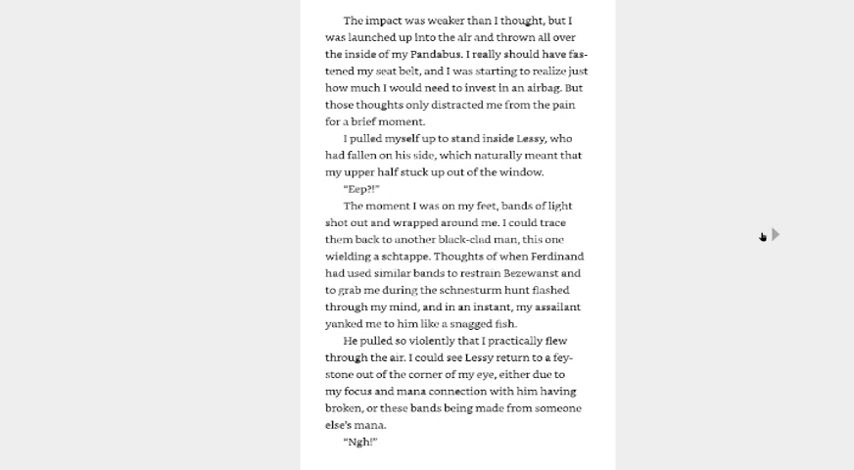 The impact was weaker than I thought, but I
was launched up into the air and thrown all over
the inside of my Pandabus. I really should have fas-
tened my seat belt, and I was starting to realize just
how much I would need to invest in an airbag. But
those thoughts only distracted me from the pain
for a brief moment.
I pulled myself up to stand inside Lessy, who
had fallen on his side, which naturally meant that
my upper half stuck up out of the window.
“Eep?!”
The moment I was on my feet, bands of light
shot out and wrapped around me. I could trace
them back to another black-clad man, this one
wielding a schtappe. Thoughts of when Ferdinand
had used similar bands to restrain Bezewanst and
to grab me during the schnesturm hunt flashed
through my mind, and in an instant, my assailant
yanked me to him like a snagged fish.
He pulled so violently that I practically flew
through the air. I could see Lessy return to a fey-
stone out of the corner of my eye, either due to
my focus and mana connection with him having
broken, or these bands being made from someone
else’s mana.
“Ngh!”